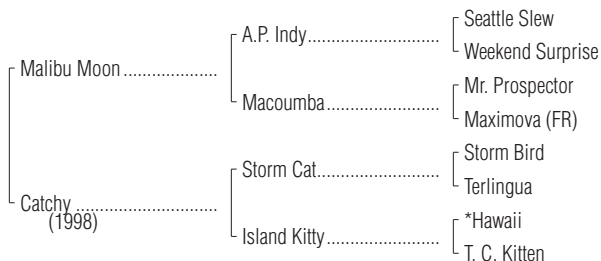 Seattle Slew
A.P. Indy
Weekend Surprise
Malibu Moon
Mr. Prospector
Macoumba
Maximova (FR)
Storm Bird
Storm Cat
Terlingua
Catchy
(1998)
*Hawaii
Island Kitty
T. C. Kitten